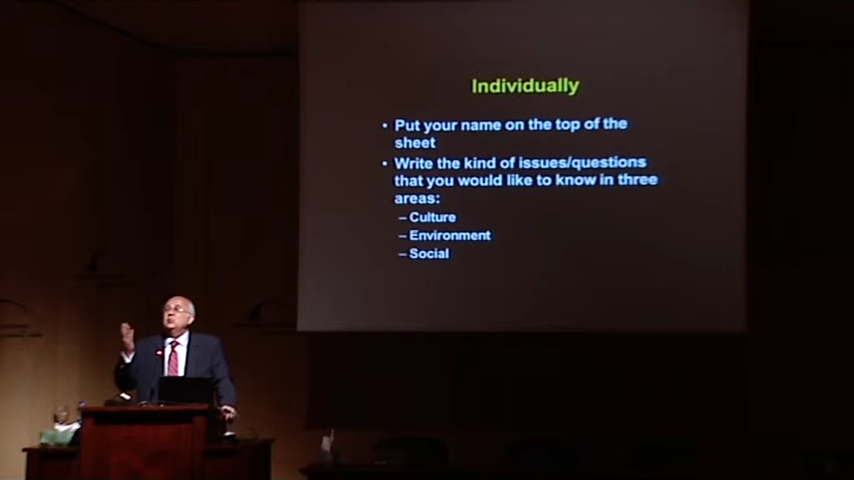 Individually
• Put your name on the top of the
sheet
• Write the kind of issues/questions
that you would like to know in three
areas:
– Culture
– Environment
– Social